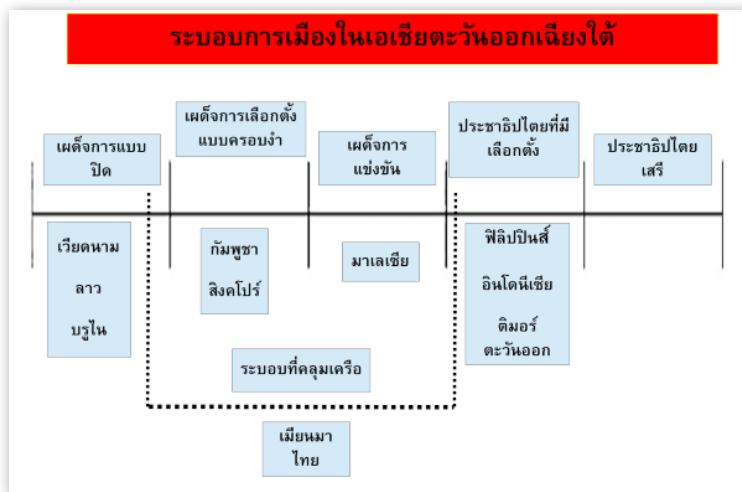 ระบอบการเมืองในเอเชียตะวันออกเฉียงใต้
เผด็จการแบบ
ปิด
เผด็จการเลือกตั้ง
แบบครอบงำ
เผด็จการ
แข่งขัน
ประชาธิปไตยที่มี
เลือกตั้ง
ประชาธิปไตย
เสรี
เวียดนาม
ลาว
บรูไน
กัมพูชา
สิงคโปร์
มาเลเซีย
ฟิลิปปินส์
อินโดนีเซีย
ติมอร์
ตะวันออก
ระบอบที่คลุมเครือ
เมียนมา
ไทย